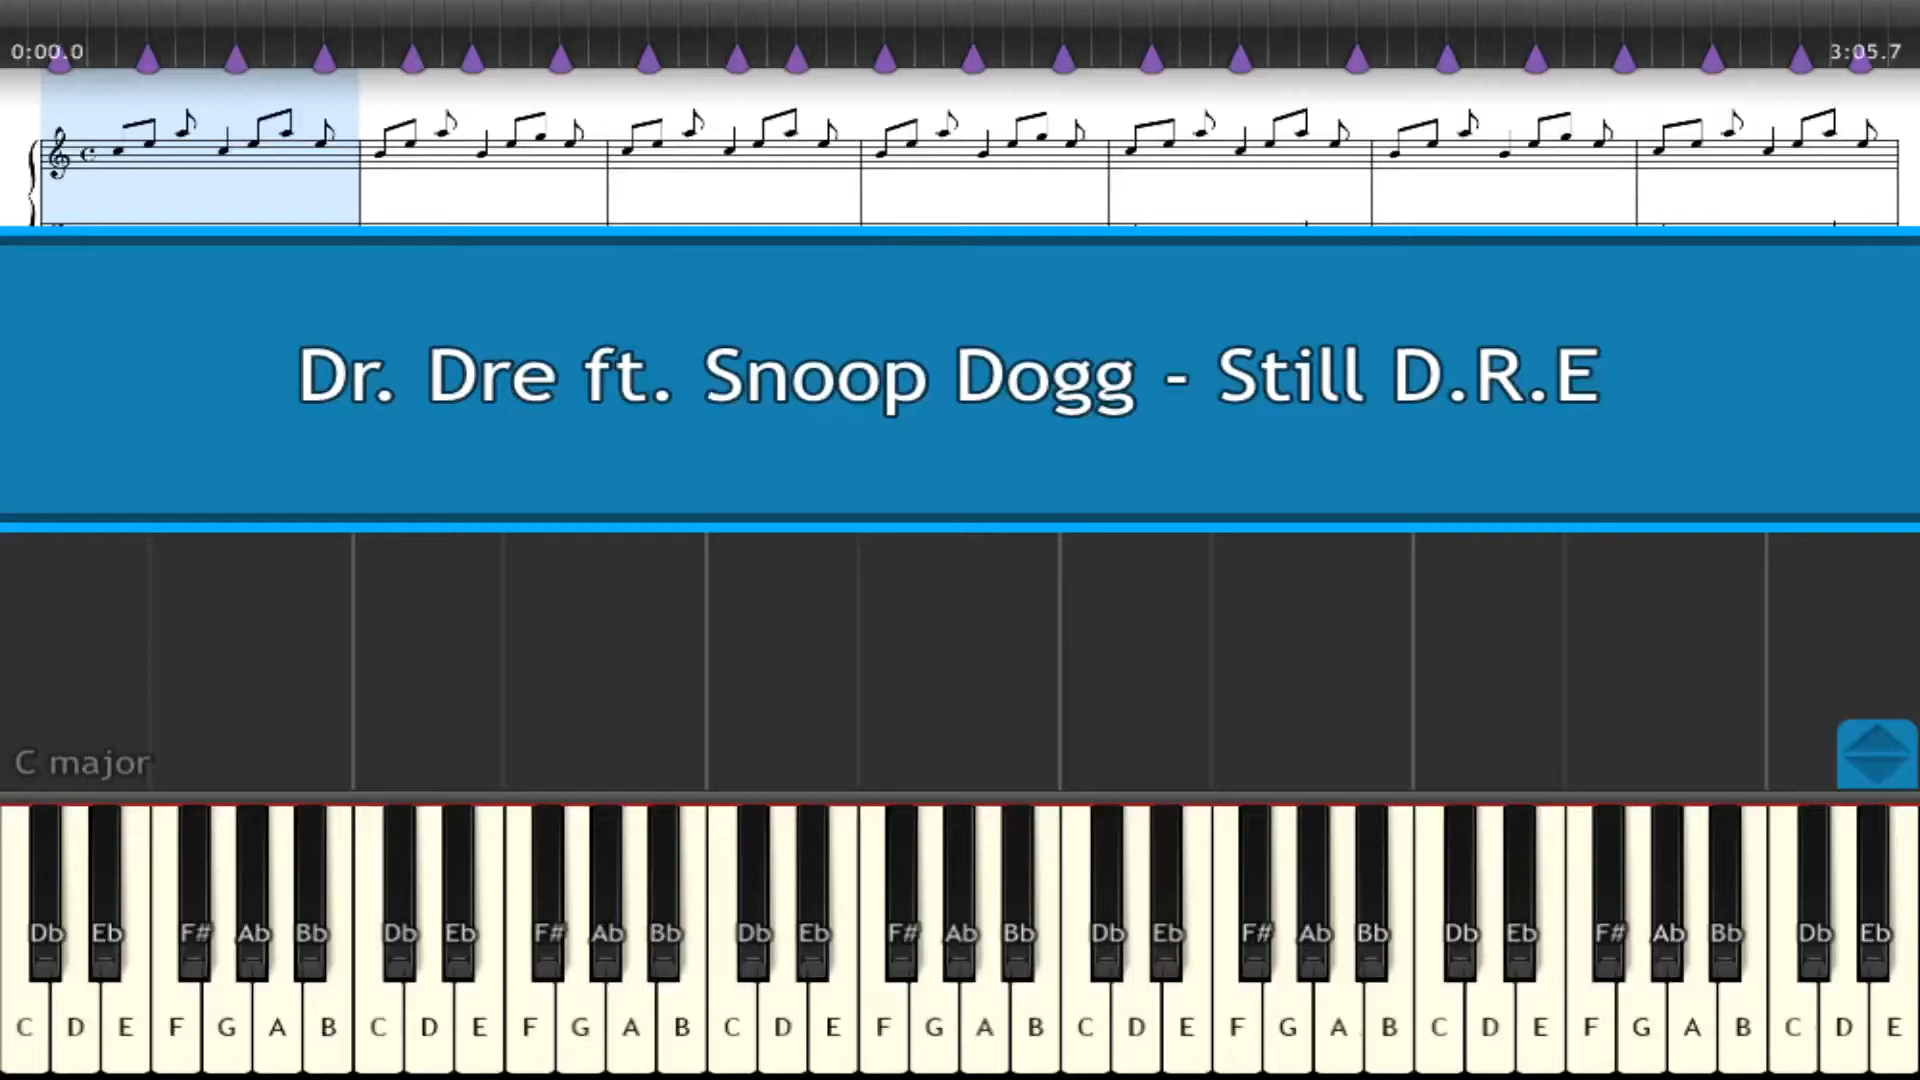 0:00.0 3:05.7
Dr. Dre ft. Snoop Dogg - Still D.R.E
C major
Db Eb F# Ab Bb Db Eb F# Ab Bb Db Eb F# Ab Bb Db Eb F# Ab Bb Db Eb F# Ab Bb Db Eb
C D E F G A B C D E F G A B C D E F G A B C D E F G A B C D E F G A B C D E